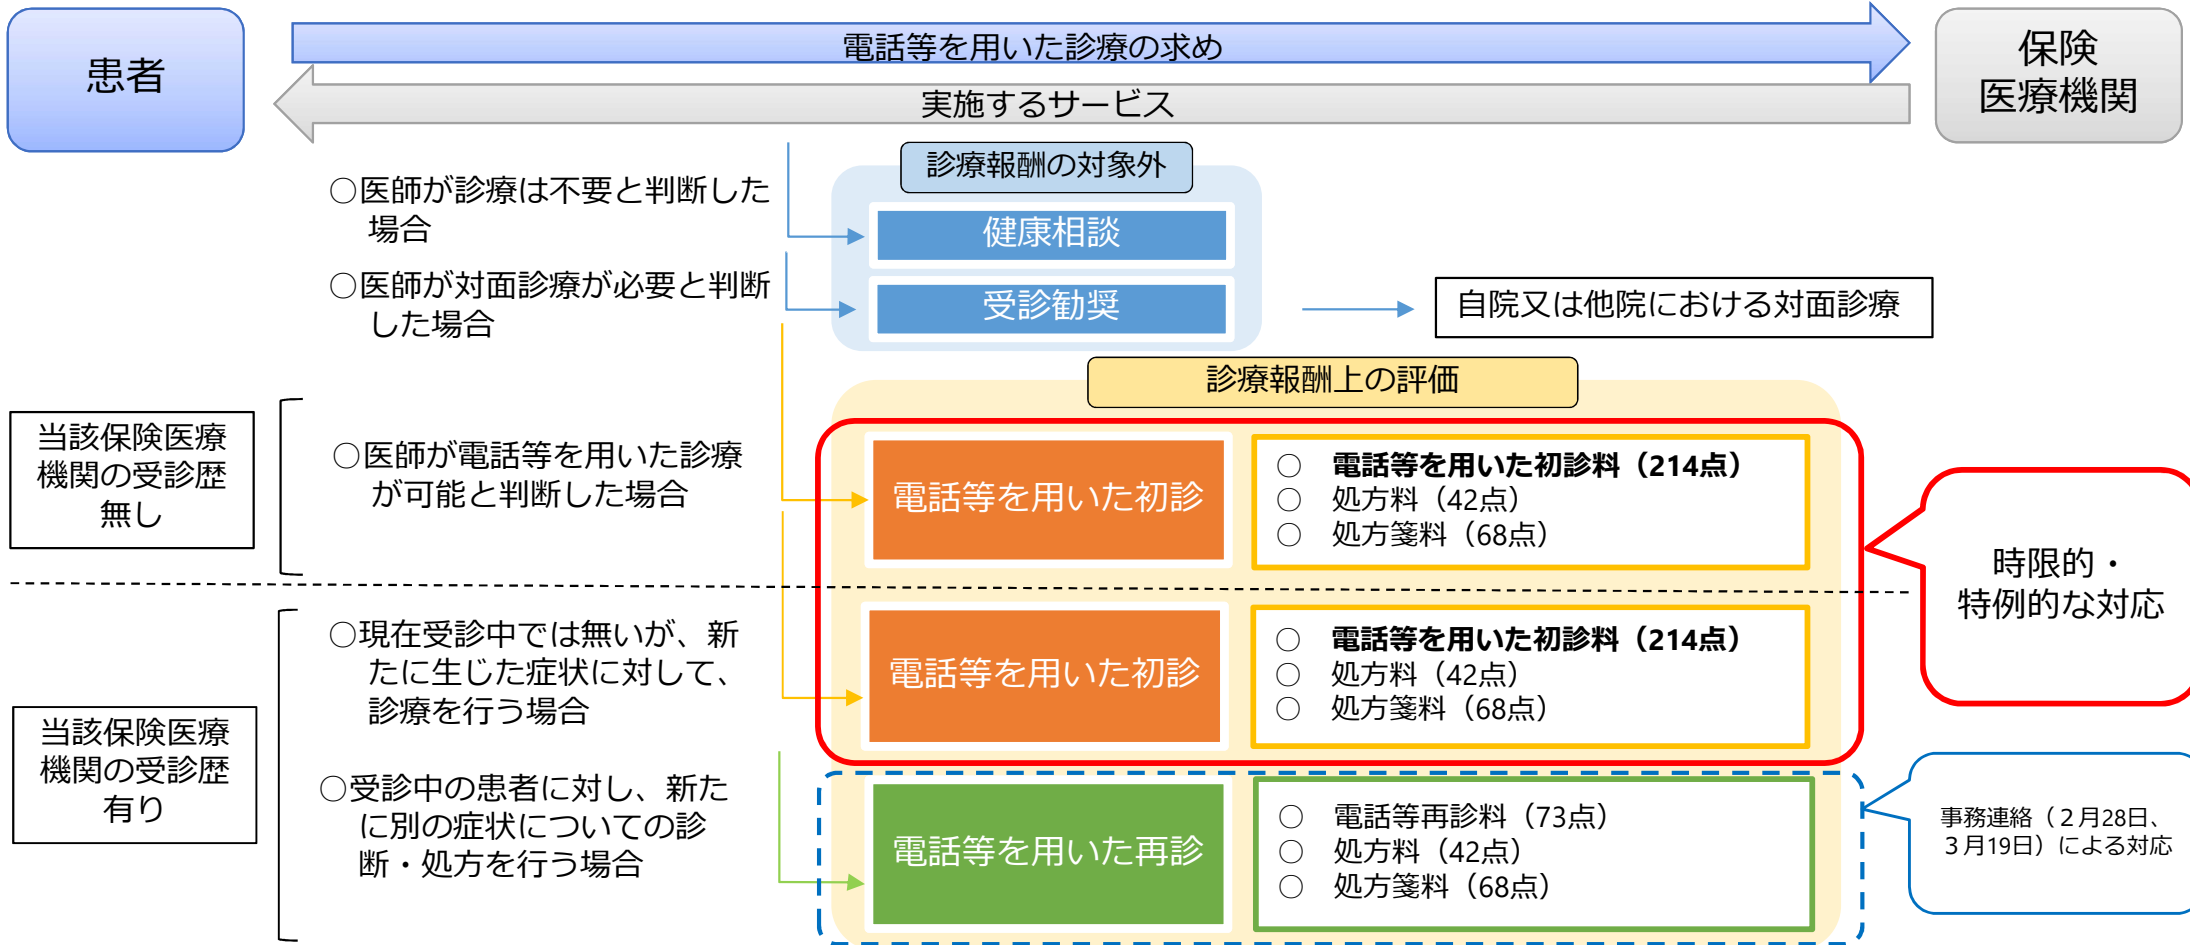 患者
電話等を用いた診療の求め
実施するサービス
保険
医療機関
診療報酬の対象外
○医師が診療は不要と判断した
場合
健康相談
○医師が対面診療が必要と判断
した場合
受診勧奨
自院又は他院における対面診療
診療報酬上の評価
当該保険医療
機関の受診歴
無し
○医師が電話等を用いた診療
が可能と判断した場合
電話等を用いた初診
○ 電話等を用いた初診料（214点）
○ 処方料（42点）
○ 処方箋料（68点）
時限的・
特例的な対応
○現在受診中では無いが、新
たに生じた症状に対して、
診療を行う場合
電話等を用いた初診
○ 電話等を用いた初診料（214点）
○ 処方料（42点）
○ 処方箋料（68点）
当該保険医療
機関の受診歴
有り
○受診中の患者に対し、新た
に別の症状についての診
断・処方を行う場合
電話等を用いた再診
○ 電話等再診料（73点）
○ 処方料（42点）
○ 処方箋料（68点）
事務連絡（２月28日、
３月19日）による対応